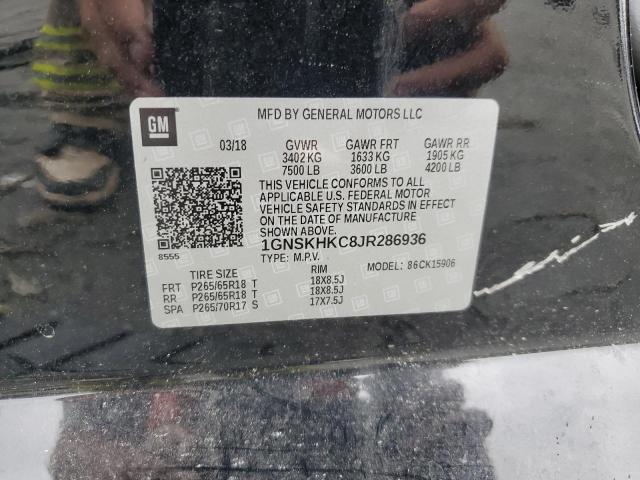 GM
MFD BY GENERAL MOTORS LLC
03/18 GVWR GAWR FRT GAWR RR
3402 KG 1633 KG 1905 KG
7500 LB 3600 LB 4200 LB
THIS VEHICLE CONFORMS TO ALL
APPLICABLE U.S. FEDERAL MOTOR
VEHICLE SAFETY STANDARDS IN EFFECT
ON THE DATE OF MANUFACTURE
SHOWN ABOVE.
1GNSKHKC8JR286936
8555
TYPE: M.P.V. MODEL: 86CK15906
TIRE SIZE RIM
FRT P265/65R18 T 18X8.5J
RR P265/65R18 T 18X8.5J
SPA P265/70R17 S 17X7.5J